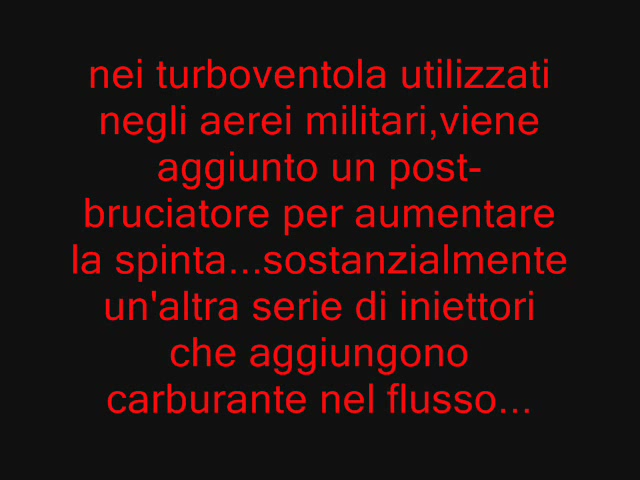 nei turboventola utilizzati
negli aerei militari,viene
aggiunto un post-
bruciatore per aumentare
la spinta...sostanzialmente
un'altra serie di iniettori
che aggiungono
carburante nel flusso...